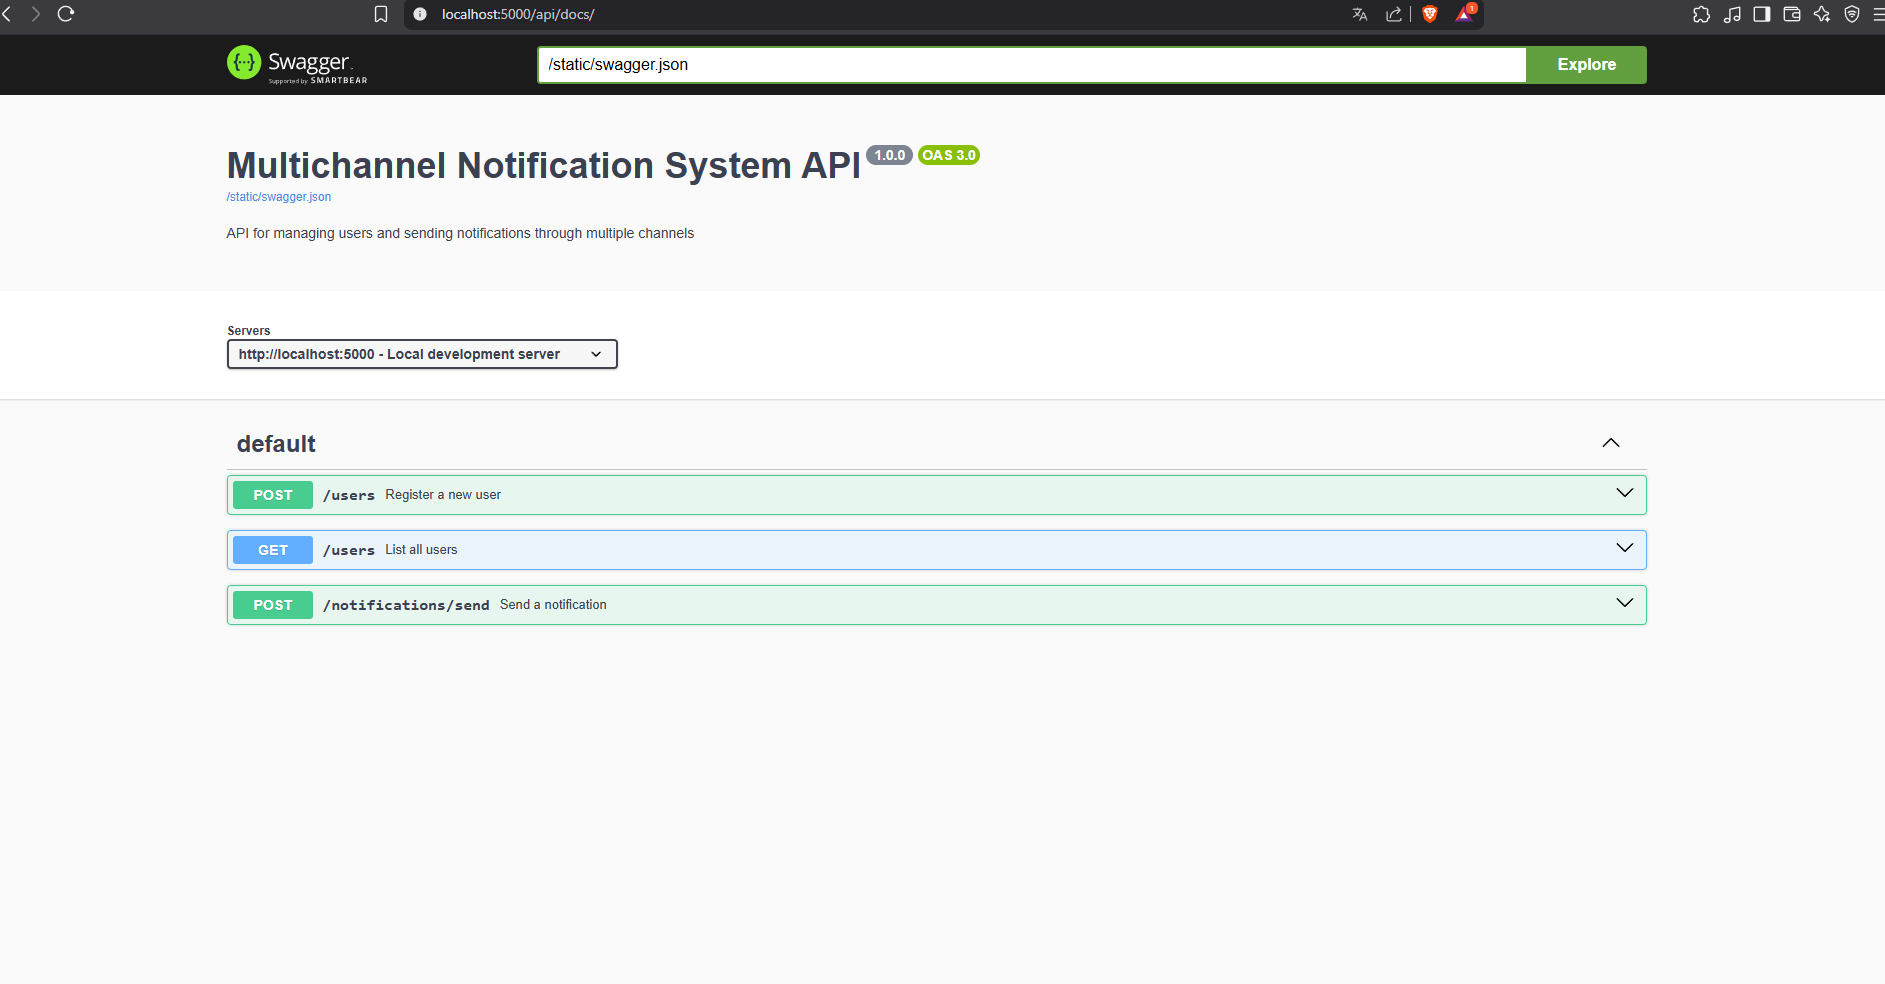 localhost:5000/api/docs/
1
{···} Swagger.
Supported by SMARTBEAR
/static/swagger.json
Explore
Multichannel Notification System API 1.0.0 OAS 3.0
/static/swagger.json
API for managing users and sending notifications through multiple channels
Servers
http://localhost:5000 - Local development server
default
POST /users Register a new user
GET /users List all users
POST /notifications/send Send a notification